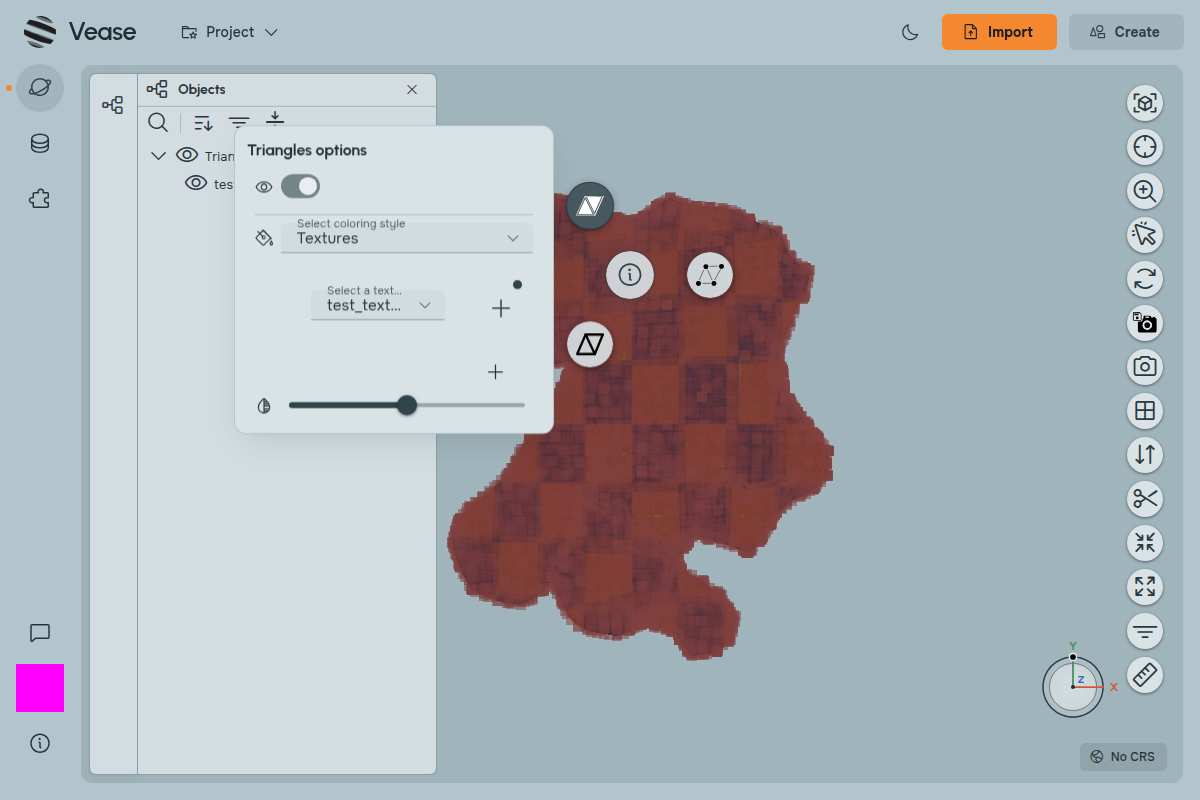 Vease
Project
Import
Create
Objects
Trian
tes
Triangles options
Select coloring style
Textures
Select a text...
test_text...
Y
Z
X
No CRS